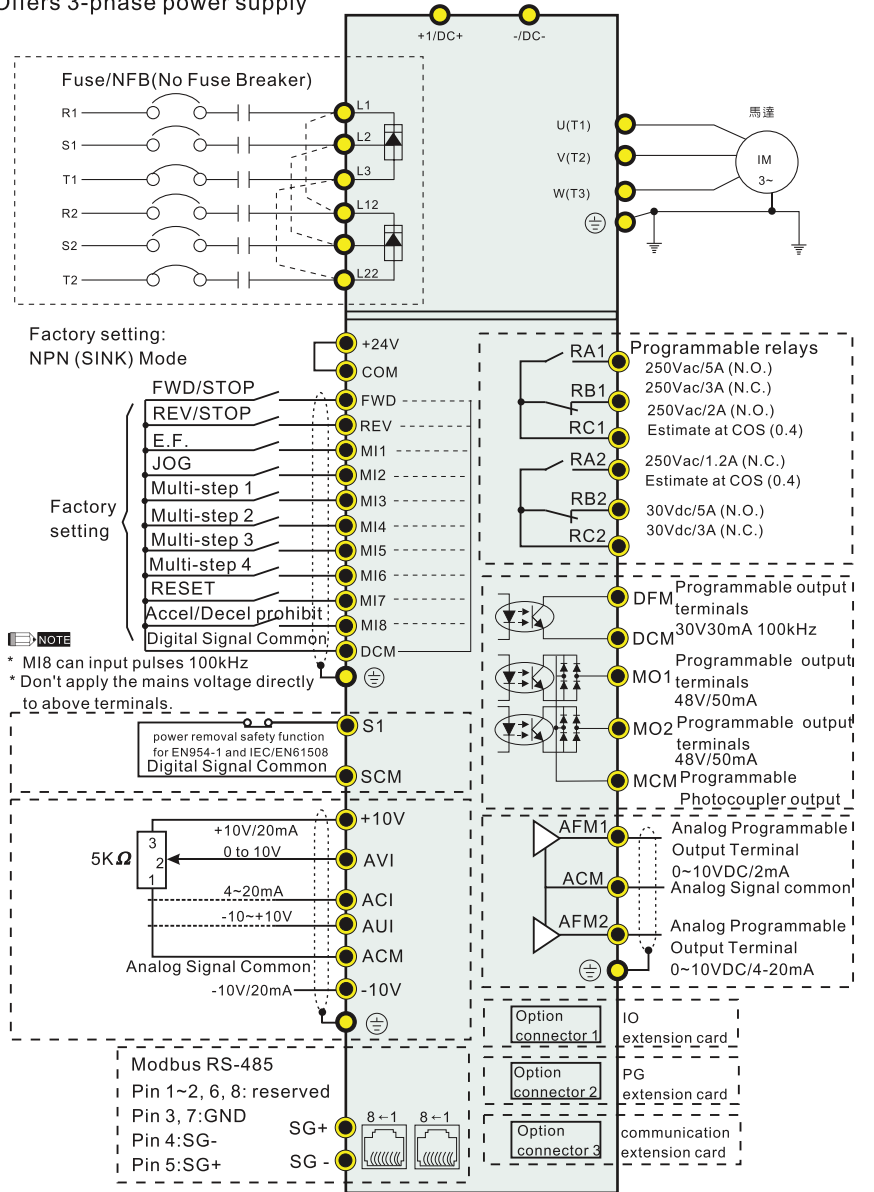 Offers 3-phase power supply
+1/DC+
-/DC-
Fuse/NFB(No Fuse Breaker)
R1
L1
S1
L2
T1
L3
R2
L12
S2
T2
L22
U(T1)
V(T2)
W(T3)
馬達
IM
3~
Factory setting:
NPN (SINK) Mode
+24V
COM
FWD/STOP
FWD
REV/STOP
REV
E.F.
MI1
JOG
MI2
Multi-step 1
MI3
Multi-step 2
MI4
Multi-step 3
MI5
Multi-step 4
MI6
RESET
MI7
Accel/Decel prohibit
MI8
Digital Signal Common
DCM
Factory
setting
NOTE
* MI8 can input pulses 100kHz
* Don't apply the mains voltage directly
to above terminals.
S1
power removal safety function
for EN954-1 and IEC/EN61508
Digital Signal Common
SCM
+10V/20mA
+10V
5KΩ
3
2
1
0 to 10V
AVI
4~20mA
ACI
-10~+10V
AUI
ACM
Analog Signal Common
-10V/20mA
-10V
Modbus RS-485
Pin 1~2, 6, 8: reserved
Pin 3, 7:GND
Pin 4:SG-
Pin 5:SG+
SG+
SG -
8←1
8←1
RA1
RB1
RC1
RA2
RB2
RC2
Programmable relays
250Vac/5A (N.O.)
250Vac/3A (N.C.)
250Vac/2A (N.O.)
Estimate at COS (0.4)
250Vac/1.2A (N.C.)
Estimate at COS (0.4)
30Vdc/5A (N.O.)
30Vdc/3A (N.C.)
DFM
Programmable output
terminals
30V30mA 100kHz
DCM
MO1
Programmable output
terminals
48V/50mA
MO2
Programmable output
terminals
48V/50mA
MCM
Programmable
Photocoupler output
AFM1
Analog Programmable
Output Terminal
0~10VDC/2mA
ACM
Analog Signal common
AFM2
Analog Programmable
Output Terminal
0~10VDC/4-20mA
Option
connector 1
IO
extension card
Option
connector 2
PG
extension card
Option
connector 3
communication
extension card